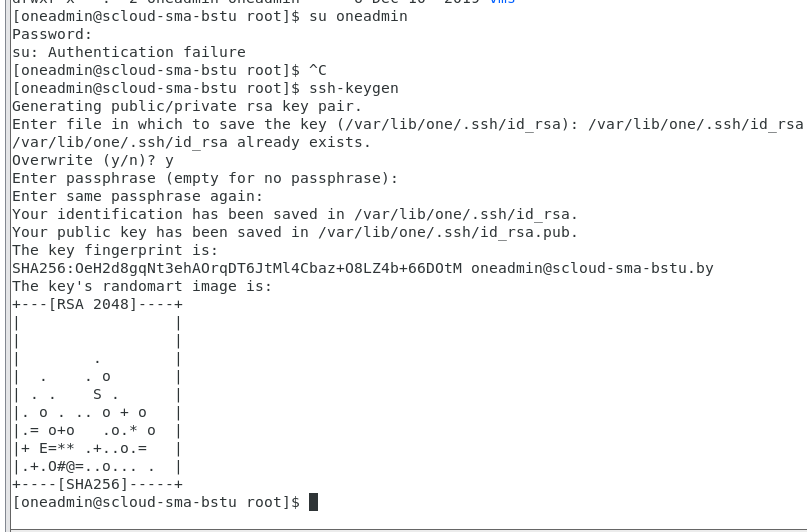 [oneadmin@scloud-sma-bstu root]$ su oneadmin
Password:
su: Authentication failure
[oneadmin@scloud-sma-bstu root]$ ^C
[oneadmin@scloud-sma-bstu root]$ ssh-keygen
Generating public/private rsa key pair.
Enter file in which to save the key (/var/lib/one/.ssh/id_rsa): /var/lib/one/.ssh/id_rsa
/var/lib/one/.ssh/id_rsa already exists.
Overwrite (y/n)? y
Enter passphrase (empty for no passphrase):
Enter same passphrase again:
Your identification has been saved in /var/lib/one/.ssh/id_rsa.
Your public key has been saved in /var/lib/one/.ssh/id_rsa.pub.
The key fingerprint is:
SHA256:OeH2d8gqNt3ehAOrqDT6JtMl4Cbaz+O8LZ4b+66DOtM oneadmin@scloud-sma-bstu.by
The key's randomart image is:
+---[RSA 2048]----+
|                 |
|                 |
|        .        |
|  .    . o       |
| . .    S .      |
|. o . .. o + o   |
|.= o+o   .o.* o  |
|+ E=** .+..o.=   |
|.+.O#@=..o... .  |
+----[SHA256]-----+
[oneadmin@scloud-sma-bstu root]$